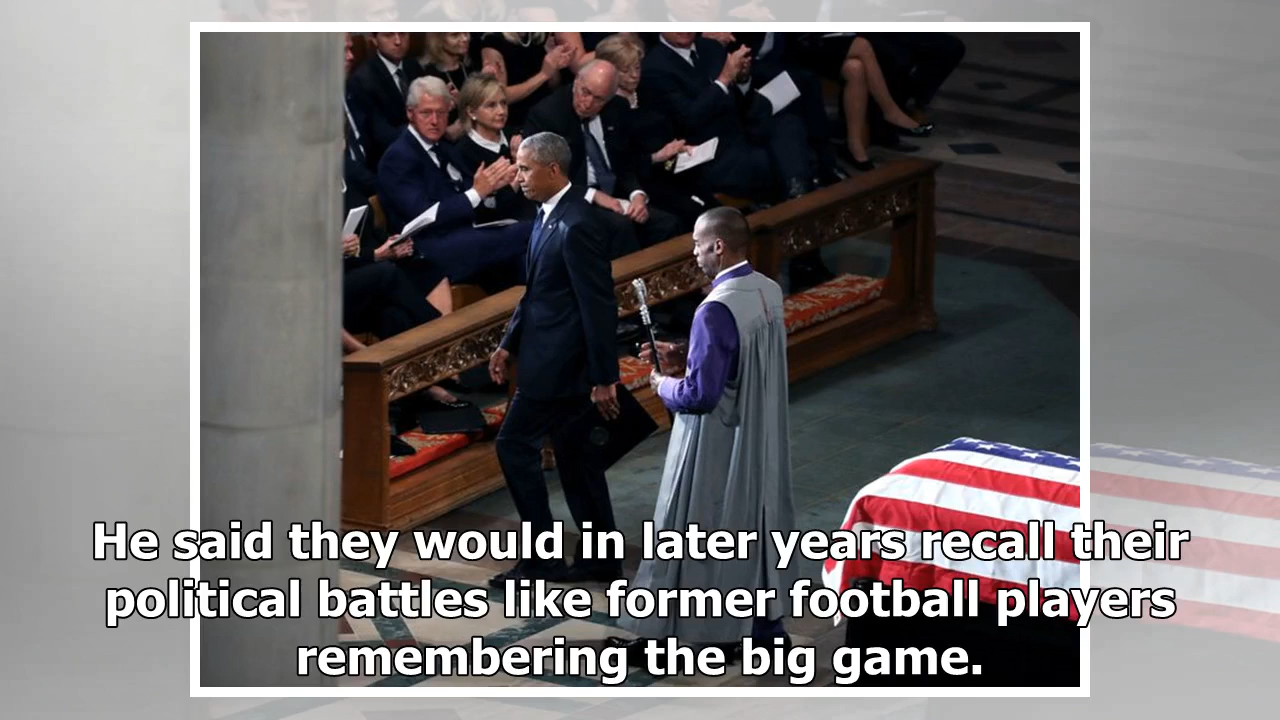 He said they would in later years recall their
political battles like former football players
remembering the big game.